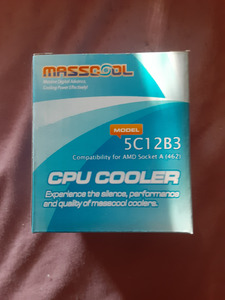 MASSCOOL
Massive Digital Solution,
Cooling Power Effectively!
MODEL
5C12B3
Compatibility for AMD Socket A (462)
CPU COOLER
Experience the silence, performance
and quality of masscool coolers.